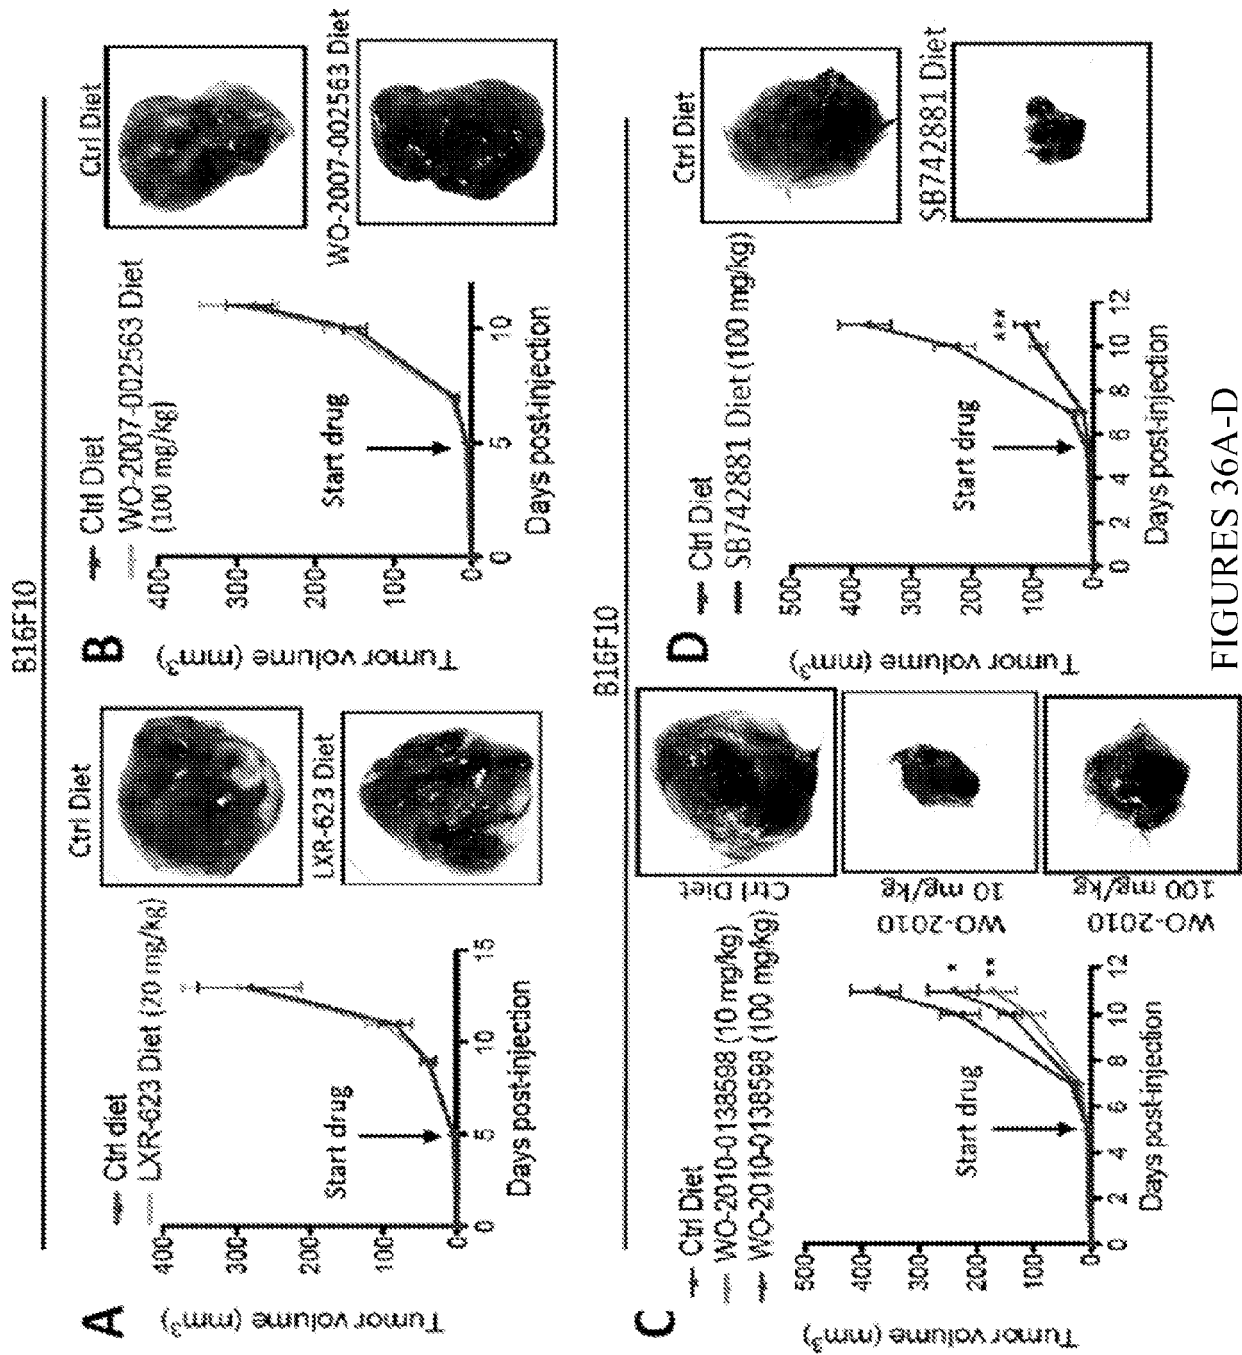 B16F10
A
Ctrl diet
LXR-623 Diet (20 mg/kg)
Tumor volume (mm³)
400
300
200
100
0
Start drug
0
5
10
15
Days post-injection
Ctrl Diet
LXR-623 Diet
B
Ctrl Diet
WO-2007-002563 Diet
(100 mg/kg)
Tumor volume (mm³)
400
300
200
100
0
Start drug
0
5
10
Days post-injection
Ctrl Diet
WO-2007-002563 Diet
B16F10
C
Ctrl Diet
WO-2010-0138598 (10 mg/kg)
WO-2010-0138598 (100 mg/kg)
Tumor volume (mm³)
500
400
300
200
100
0
Start drug
*
**
0 2 4 6 8 10 12
Days post-injection
Ctrl Diet
WO-2010
10 mg/kg
WO-2010
100 mg/kg
D
Ctrl Diet
SB742881 Diet (100 mg/kg)
Tumor volume (mm³)
500
400
300
200
100
0
Start drug
***
0 2 4 6 8 10 12
Days post-injection
Ctrl Diet
SB742881 Diet
FIGURES 36A-D